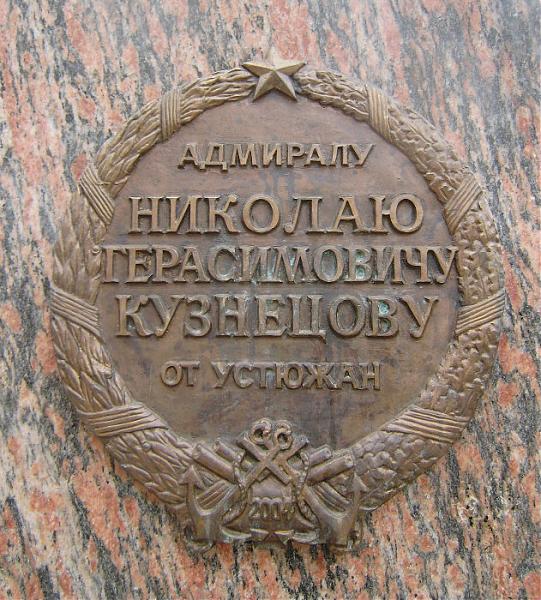 АДМИРАЛУ
НИКОЛАЮ
ГЕРАСИМОВИЧУ
КУЗНЕЦОВУ
ОТ УСТЮЖАН
2004